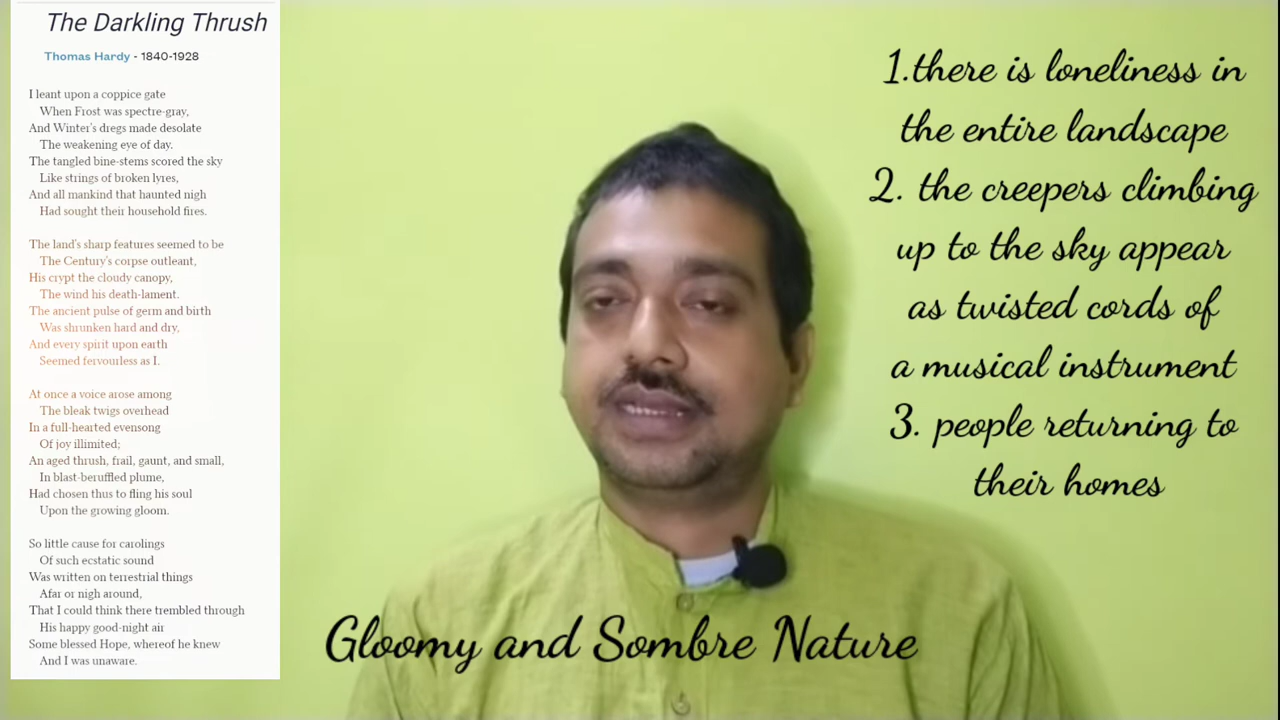 The Darkling Thrush
Thomas Hardy - 1840-1928
I leant upon a coppice gate
When Frost was spectre-gray,
And Winter's dregs made desolate
The weakening eye of day.
The tangled bine-stems scored the sky
Like strings of broken lyres,
And all mankind that haunted nigh
Had sought their household fires.
The land's sharp features seemed to be
The Century's corpse outleant,
His crypt the cloudy canopy,
The wind his death-lament.
The ancient pulse of germ and birth
Was shrunken hard and dry,
And every spirit upon earth
Seemed fervourless as I.
At once a voice arose among
The bleak twigs overhead
In a full-hearted evensong
Of joy illimited;
An aged thrush, frail, gaunt, and small,
In blast-beruffled plume,
Had chosen thus to fling his soul
Upon the growing gloom.
So little cause for carolings
Of such ecstatic sound
Was written on terrestrial things
Afar or nigh around,
That I could think there trembled through
His happy good-night air
Some blessed Hope, whereof he knew
And I was unaware.
1.there is loneliness in
the entire landscape
2. the creepers climbing
up to the sky appear
as twisted cords of
a musical instrument
3. people returning to
their homes
Gloomy and Sombre Nature